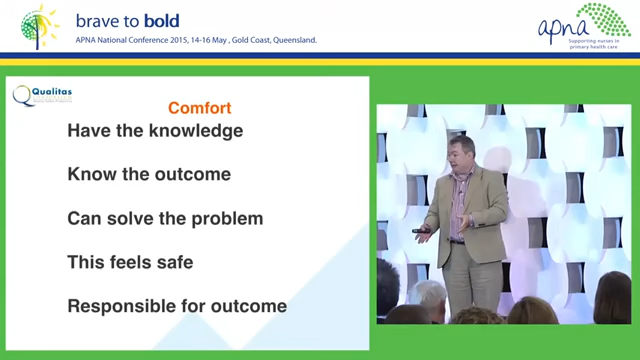 brave to bold
APNA National Conference 2015, 14-16 May, Gold Coast, Queensland.
apna
Supporting nurses in
primary health care
Qualitas
Comfort
Have the knowledge
Know the outcome
Can solve the problem
This feels safe
Responsible for outcome